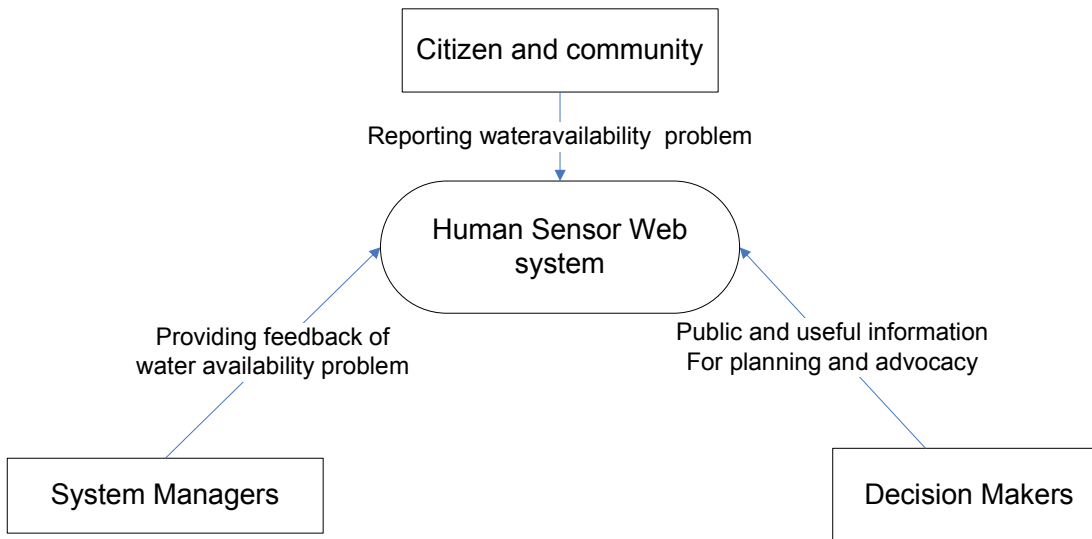 Citizen and community
Reporting wateravailability problem
Human Sensor Web
system
Providing feedback of
water availability problem
Public and useful information
For planning and advocacy
System Managers
Decision Makers